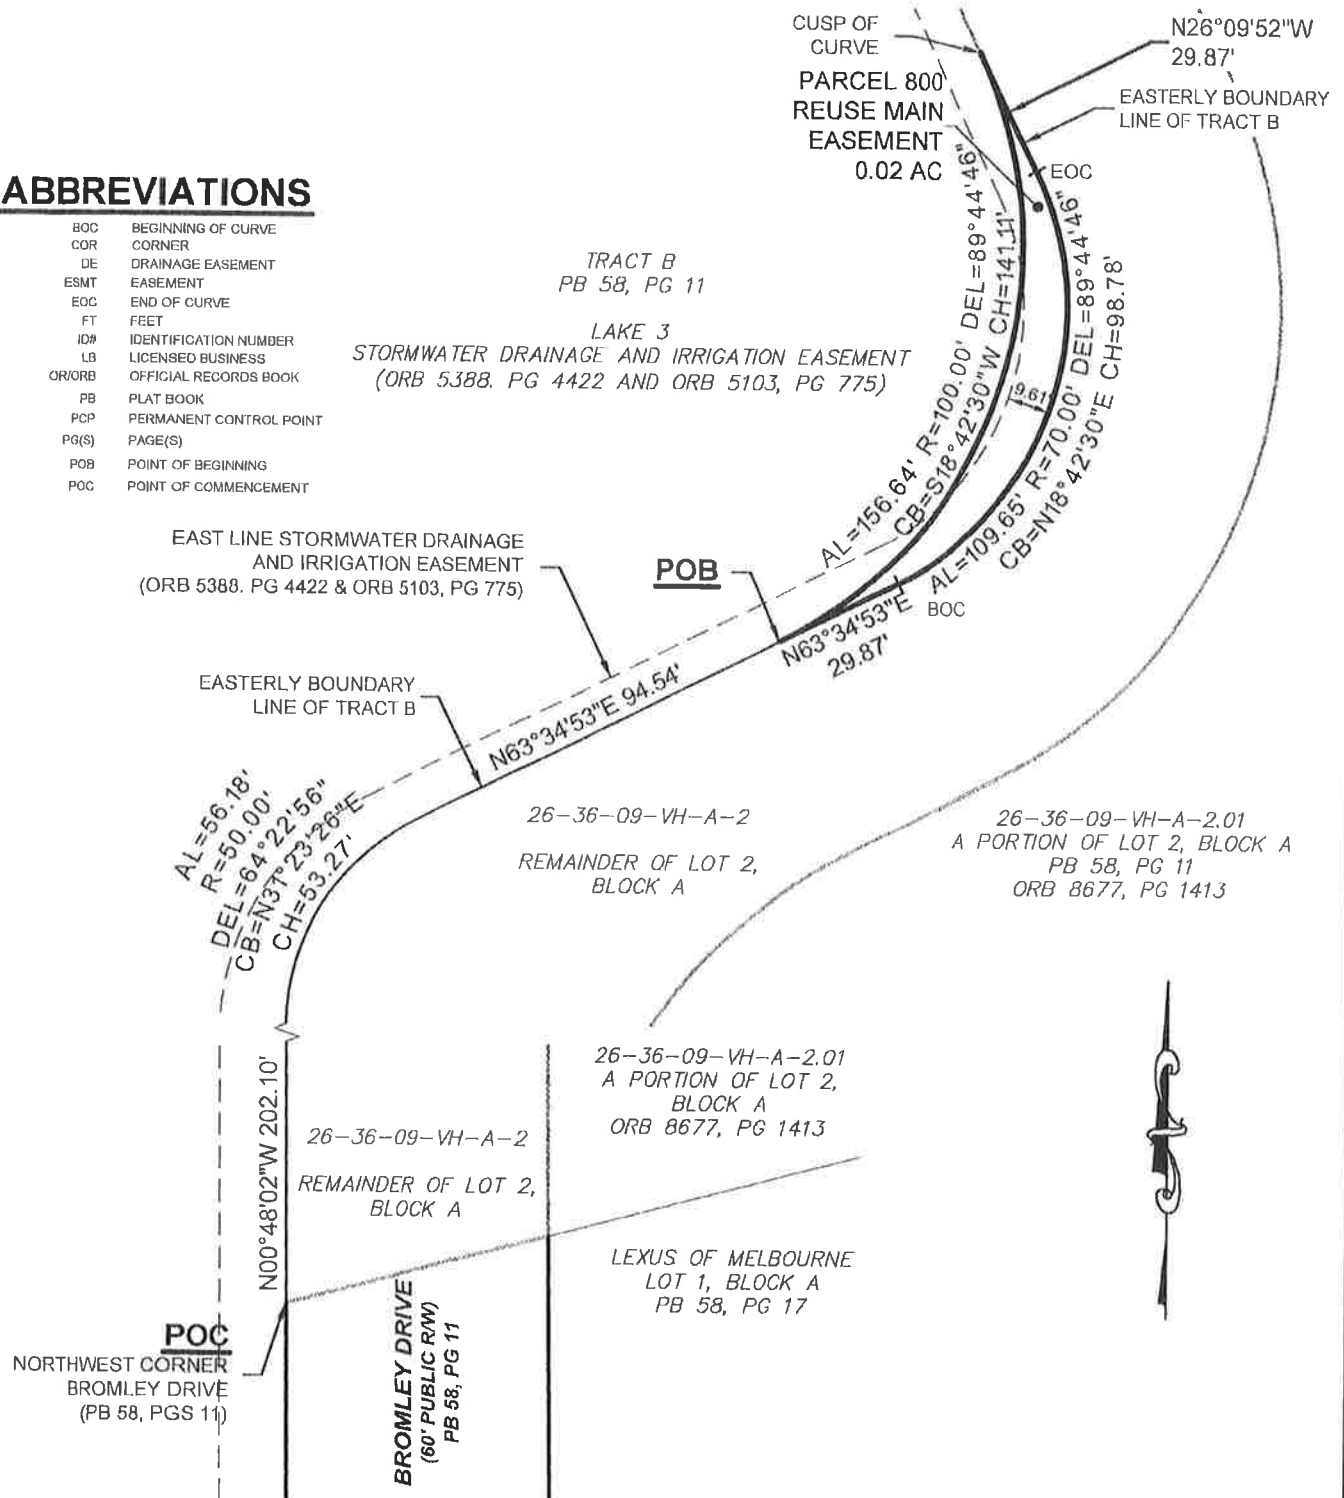 CUSP OF
CURVE
N26°09'52"W
29.87'
PARCEL 800
REUSE MAIN
EASEMENT
0.02 AC
EASTERLY BOUNDARY
LINE OF TRACT B
EOC
ABBREVIATIONS
BOC BEGINNING OF CURVE
COR CORNER
DE DRAINAGE EASEMENT
ESMT EASEMENT
EOC END OF CURVE
FT FEET
ID# IDENTIFICATION NUMBER
LB LICENSED BUSINESS
OR/ORB OFFICIAL RECORDS BOOK
PB PLAT BOOK
PCP PERMANENT CONTROL POINT
PG(S) PAGE(S)
POB POINT OF BEGINNING
POC POINT OF COMMENCEMENT
TRACT B
PB 58, PG 11
LAKE 3
STORMWATER DRAINAGE AND IRRIGATION EASEMENT
(ORB 5388. PG 4422 AND ORB 5103, PG 775)
AL=156.64' R=100.00' DEL=89°44'46"
CB=S18°42'30"W CH=141.11'
9.61'
AL=109.65' R=70.00' DEL=89°44'46"
CB=N18°42'30"E CH=98.78'
EAST LINE STORMWATER DRAINAGE
AND IRRIGATION EASEMENT
(ORB 5388. PG 4422 & ORB 5103, PG 775)
POB
BOC
N63°34'53"E
29.87'
EASTERLY BOUNDARY
LINE OF TRACT B
N63°34'53"E 94.54'
AL=56.18'
R=50.00'
DEL=64°22'56"
CB=N31°23'26"E
CH=53.27'
26-36-09-VH-A-2
REMAINDER OF LOT 2,
BLOCK A
26-36-09-VH-A-2.01
A PORTION OF LOT 2, BLOCK A
PB 58, PG 11
ORB 8677, PG 1413
26-36-09-VH-A-2.01
A PORTION OF LOT 2,
BLOCK A
ORB 8677, PG 1413
N00°48'02"W 202.10'
26-36-09-VH-A-2
REMAINDER OF LOT 2,
BLOCK A
LEXUS OF MELBOURNE
LOT 1, BLOCK A
PB 58, PG 17
POC
NORTHWEST CORNER
BROMLEY DRIVE
(PB 58, PGS 11)
BROMLEY DRIVE
(60' PUBLIC R/W)
PB 58, PG 11